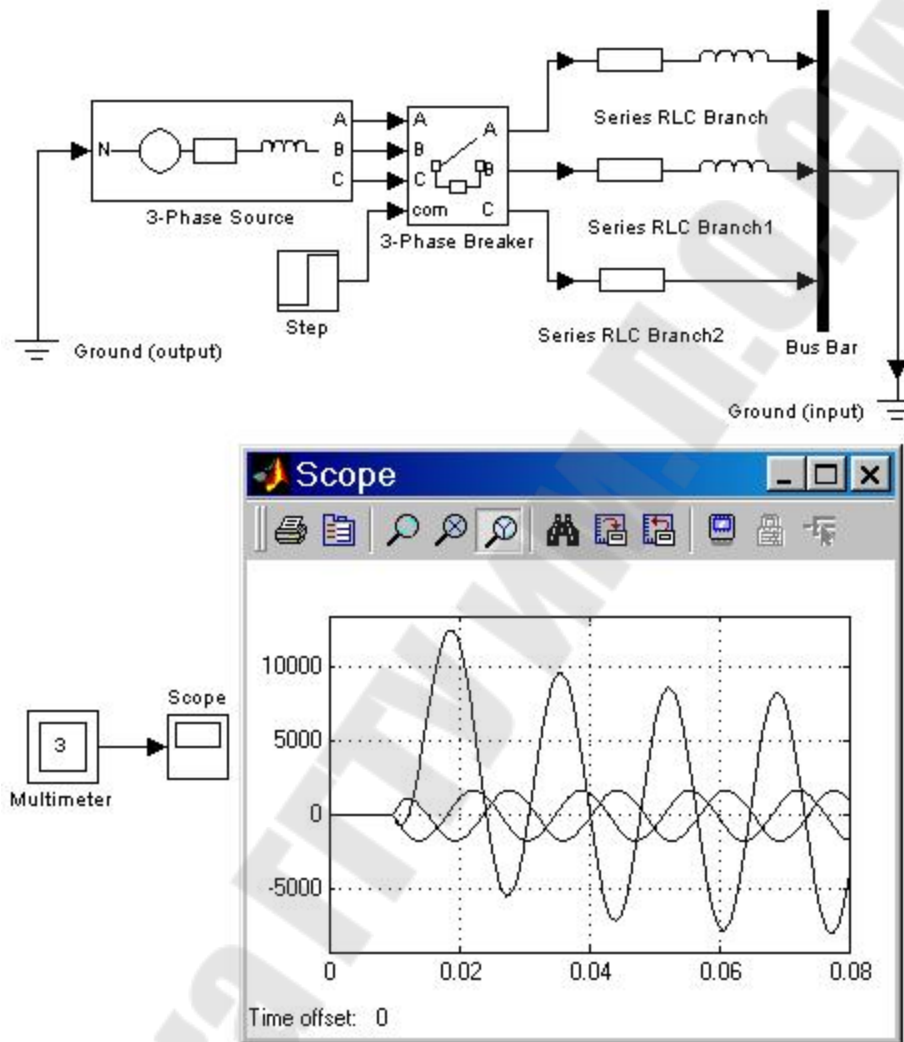 A
B
C
N
3-Phase Source
A
B
C
com
A
B
C
3-Phase Breaker
Step
Ground (output)
Series RLC Branch
Series RLC Branch1
Series RLC Branch2
Bus Bar
Ground (input)
Scope
10000
5000
0
-5000
0
0.02
0.04
0.06
0.08
Time offset: 0
3
Multimeter
Scope